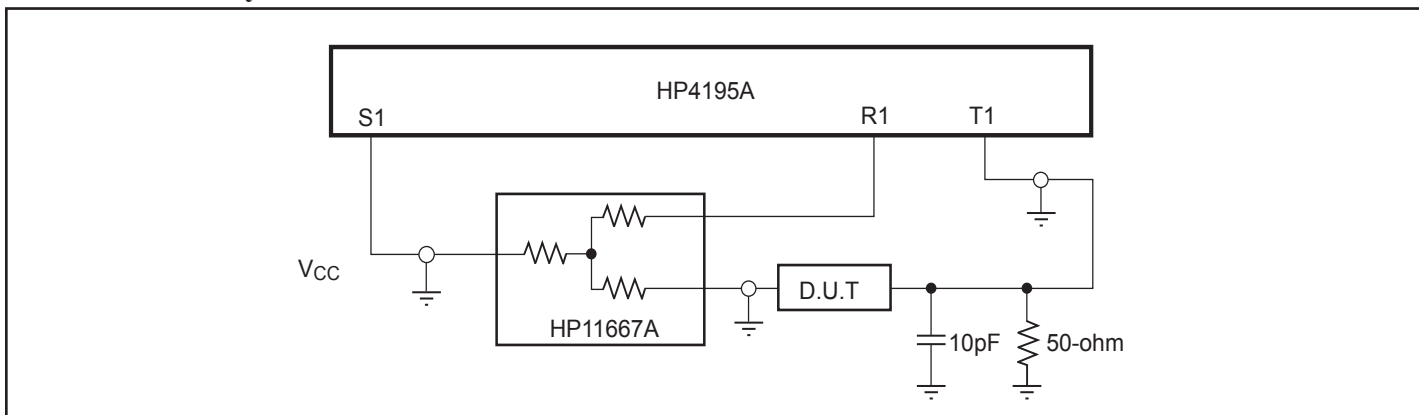 HP4195A
S1
R1
T1
VCC
HP11667A
D.U.T
10pF
50-ohm